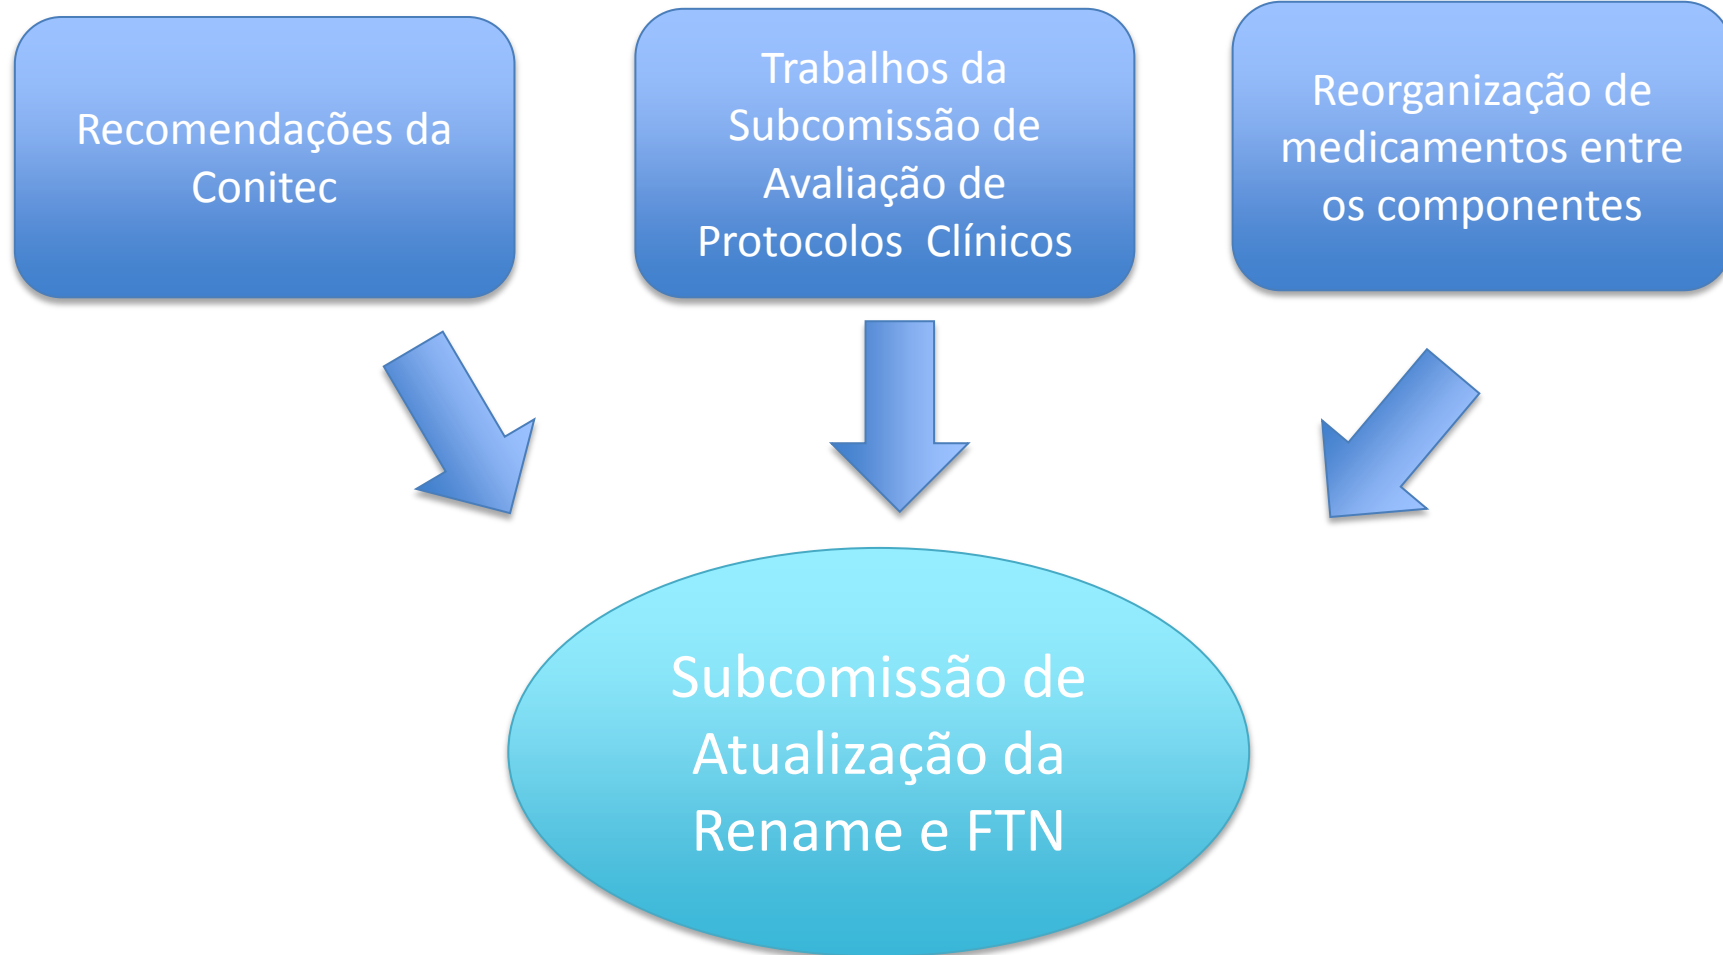 Recomendações da
Conitec
Trabalhos da
Subcomissão de
Avaliação de
Protocolos  Clínicos
Reorganização de
medicamentos entre
os componentes
Subcomissão de
Atualização da
Rename e FTN